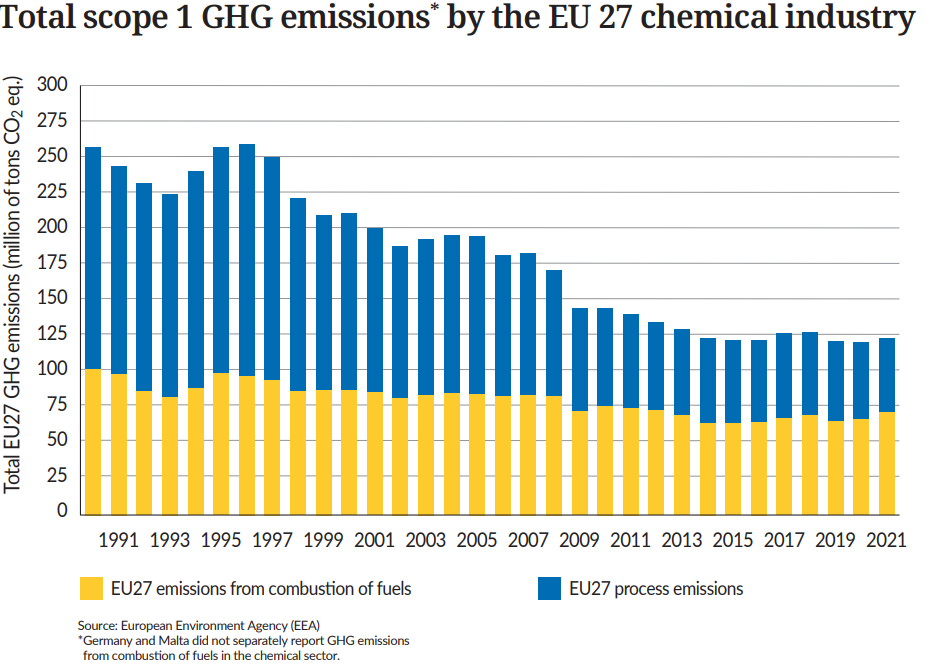 Total scope 1 GHG emissions* by the EU 27 chemical industry
Total EU27 GHG emissions (million of tons CO₂ eq.)
300
275
250
225
200
175
150
125
100
75
50
25
0
1991 1993 1995 1997 1999 2001 2003 2005 2007 2009 2011 2013 2015 2017 2019 2021
EU27 emissions from combustion of fuels
EU27 process emissions
Source: European Environment Agency (EEA)
*Germany and Malta did not separately report GHG emissions
from combustion of fuels in the chemical sector.